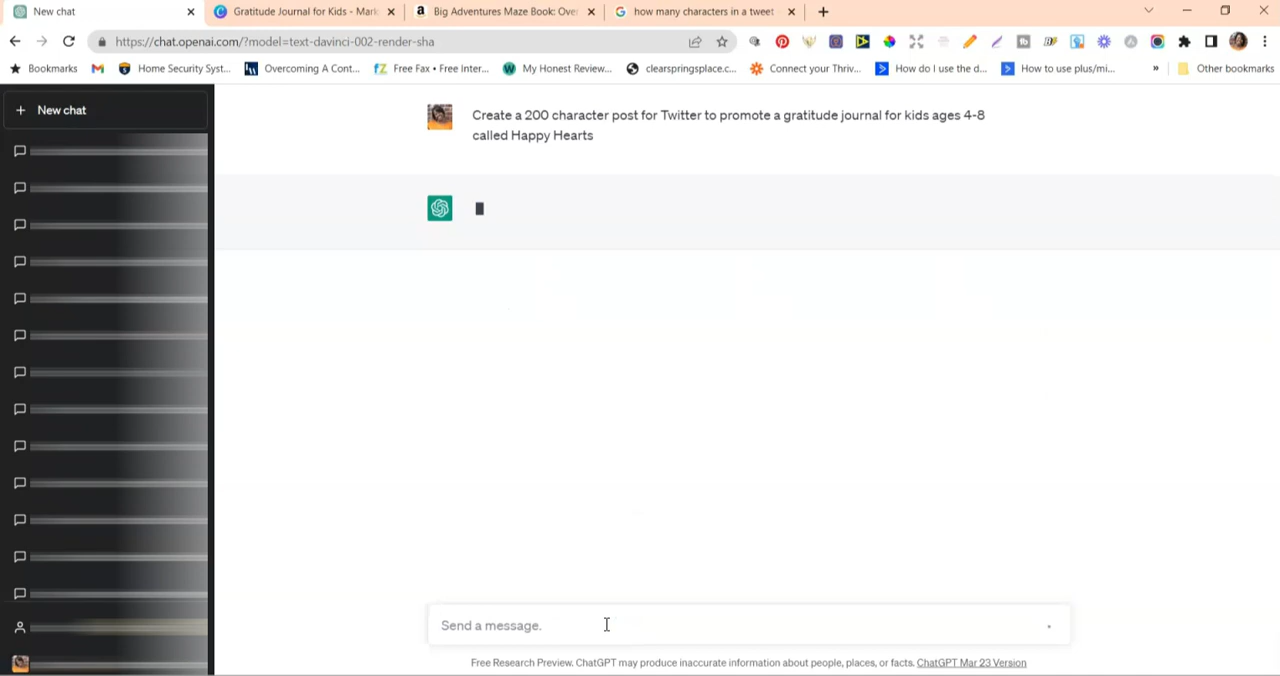 New chat
Gratitude Journal for Kids - Mark
Big Adventures Maze Book: Over
how many characters in a tweet
https://chat.openai.com/?model=text-davinci-002-render-sha
Bookmarks
Home Security Syst...
Overcoming A Cont...
Free Fax • Free Inter...
My Honest Review...
clearspringsplace.c...
Connect your Thriv...
How do I use the d...
How to use plus/mi...
»
Other bookmarks
+ New chat
Create a 200 character post for Twitter to promote a gratitude journal for kids ages 4-8
called Happy Hearts
Send a message.
Free Research Preview. ChatGPT may produce inaccurate information about people, places, or facts. ChatGPT Mar 23 Version